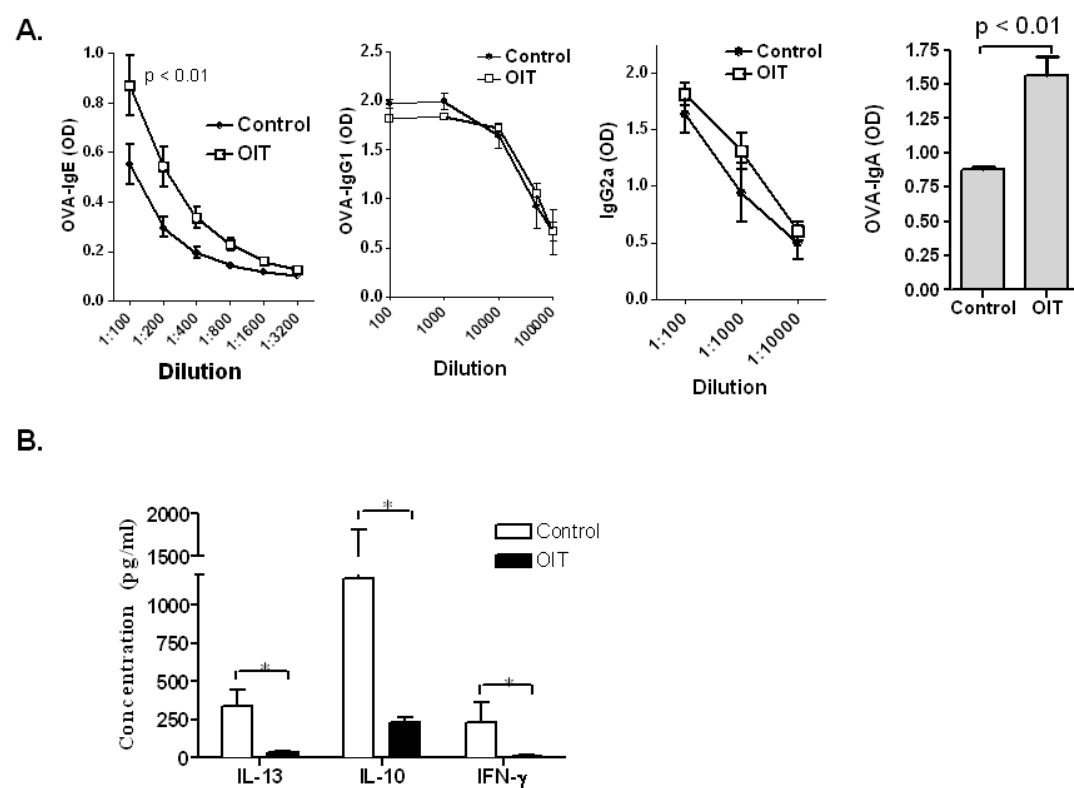 A.
OVA-IgE (OD)
1.0
0.8
0.6
0.4
0.2
0.0
p < 0.01
Control
OIT
1:100
1:200
1:400
1:800
1:1600
1:3200
Dilution
OVA-IgG1 (OD)
2.5
2.0
1.5
1.0
0.5
0.0
Control
OIT
100
1000
10000
100000
Dilution
IgG2a (OD)
2.0
1.5
1.0
0.5
0.0
Control
OIT
1:100
1:1000
1:10000
Dilution
p < 0.01
OVA-IgA (OD)
1.75
1.50
1.25
1.00
0.75
0.50
0.25
0.00
Control
OIT
B.
Concentration (pg/ml)
2000
1500
1000
750
500
250
0
*
*
*
Control
OIT
IL-13
IL-10
IFN-γ